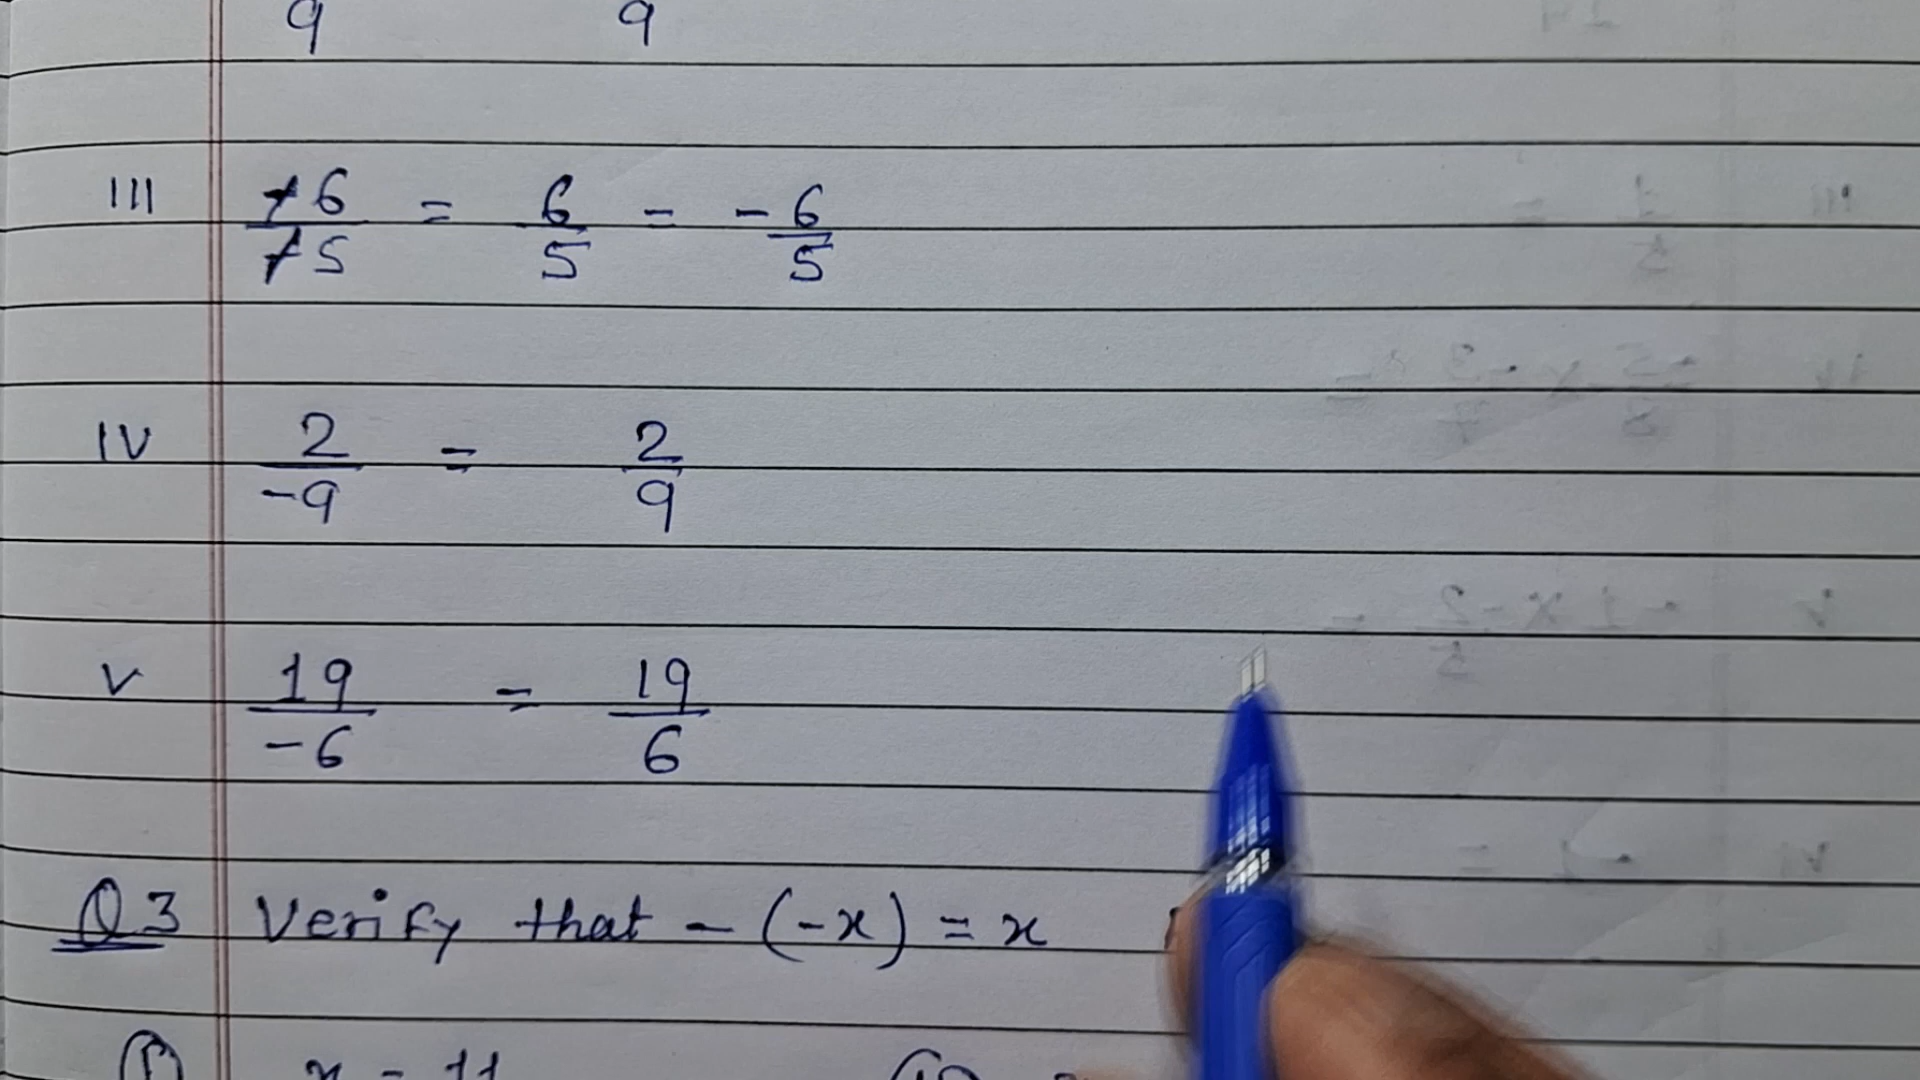 9 9
III -6/-5 = 6/5 = -6/5
IV 2/-9 = 2/9
V 19/-6 = 19/6
Q3 Verify that -(-x) = x
(i) x = 11